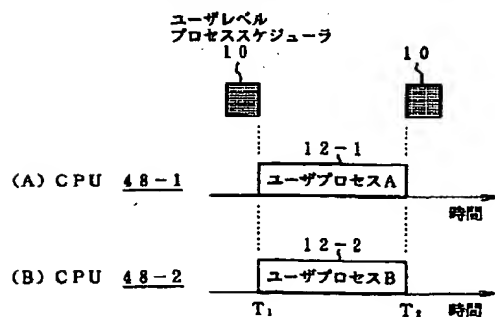 ユーザレベル
プロセススケジューラ
10 10
12-1
(A) CPU 48-1 ユーザプロセスA
時間
12-2
(B) CPU 48-2 ユーザプロセスB
時間
T₁ T₂